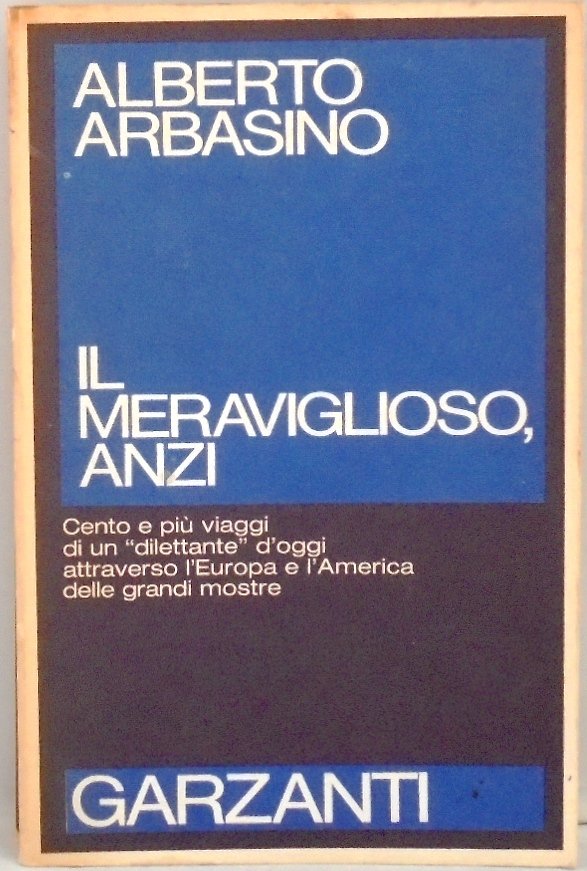 ALBERTO
ARBASINO
IL
MERAVIGLIOSO,
ANZI
Cento e più viaggi
di un "dilettante" d'oggi
attraverso l'Europa e l'America
delle grandi mostre
GARZANTI